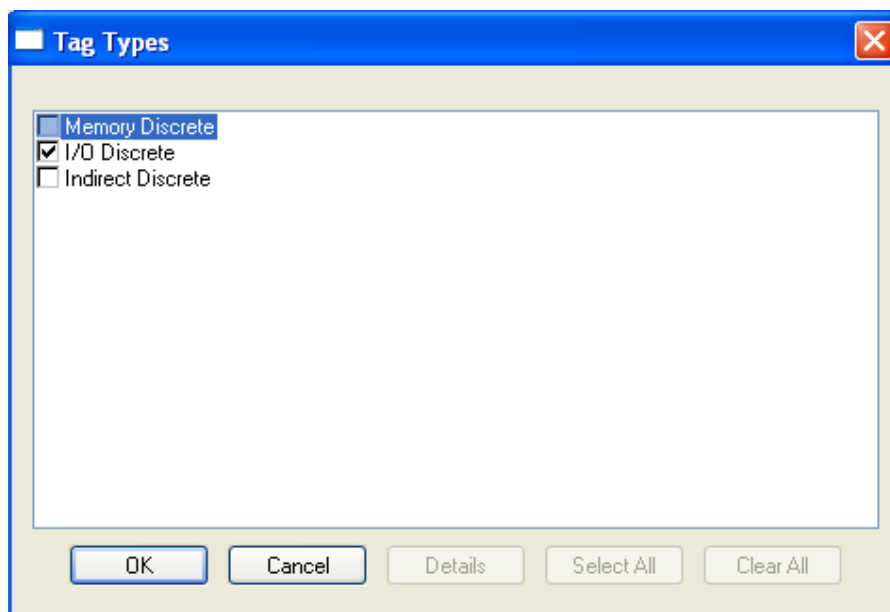 Tag Types
Memory Discrete
I/O Discrete
Indirect Discrete
OK Cancel Details Select All Clear All